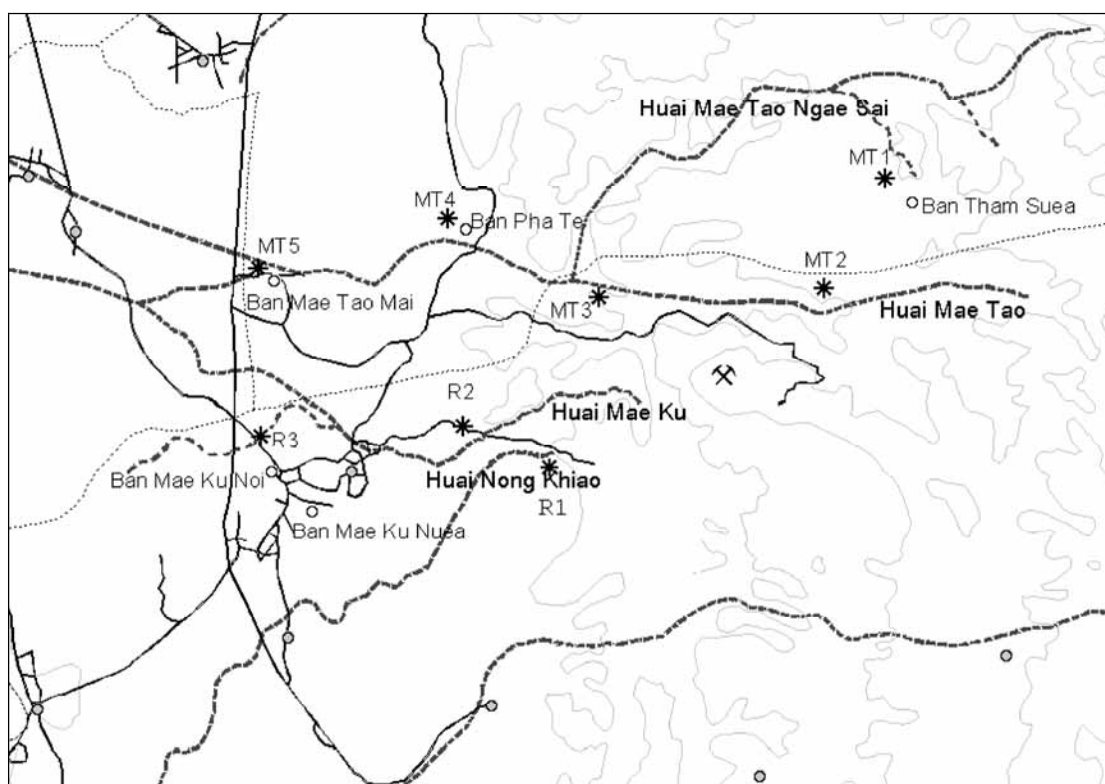 Huai Mae Tao Ngae Sai
MT1
Ban Tham Suea
MT4
Ban Pha Te
MT5
Ban Mae Tao Mai
MT2
MT3
Huai Mae Tao
R2
Huai Mae Ku
R3
Ban Mae Ku Noi
Huai Nong Khiao
R1
Ban Mae Ku Nuea